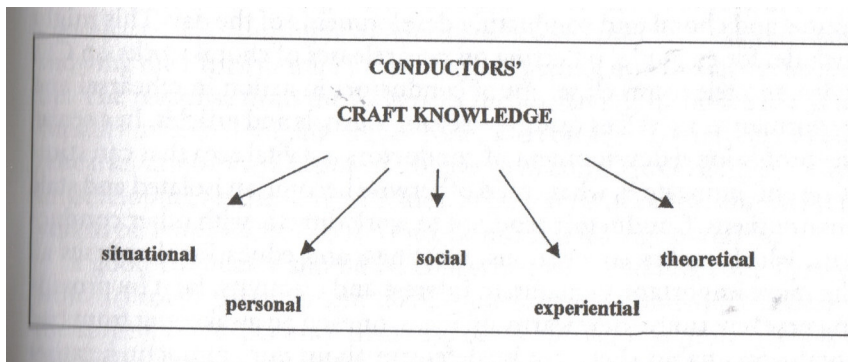 CONDUCTORS'
CRAFT KNOWLEDGE
situational social theoretical
personal experiential